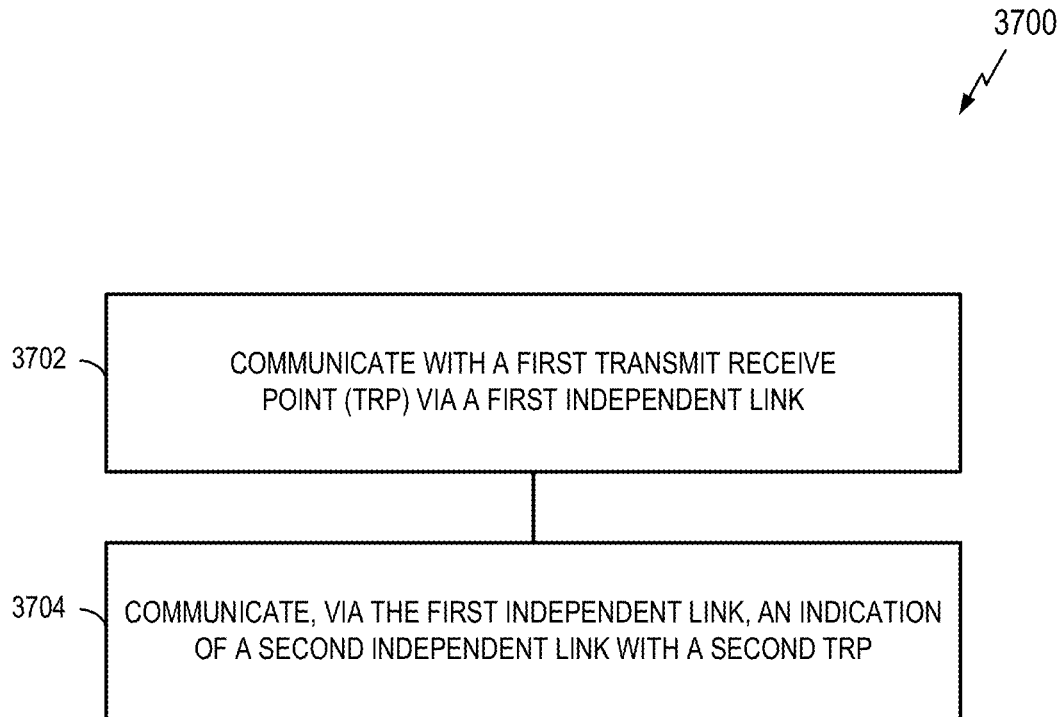 3700
3702
COMMUNICATE WITH A FIRST TRANSMIT RECEIVE
POINT (TRP) VIA A FIRST INDEPENDENT LINK
3704
COMMUNICATE, VIA THE FIRST INDEPENDENT LINK, AN INDICATION
OF A SECOND INDEPENDENT LINK WITH A SECOND TRP